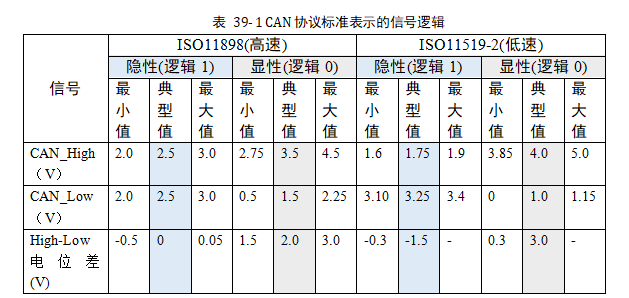 表 39-1 CAN 协议标准表示的信号逻辑
信号 ISO11898(高速) ISO11519-2(低速)
隐性(逻辑 1) 显性(逻辑 0) 隐性(逻辑 1) 显性(逻辑 0)
最小值 典型值 最大值 最小值 典型值 最大值 最小值 典型值 最大值 最小值 典型值 最大值
CAN_High（V） 2.0 2.5 3.0 2.75 3.5 4.5 1.6 1.75 1.9 3.85 4.0 5.0
CAN_Low（V） 2.0 2.5 3.0 0.5 1.5 2.25 3.10 3.25 3.4 0 1.0 1.15
High-Low 电位差(V) -0.5 0 0.05 1.5 2.0 3.0 -0.3 -1.5 - 0.3 3.0 -